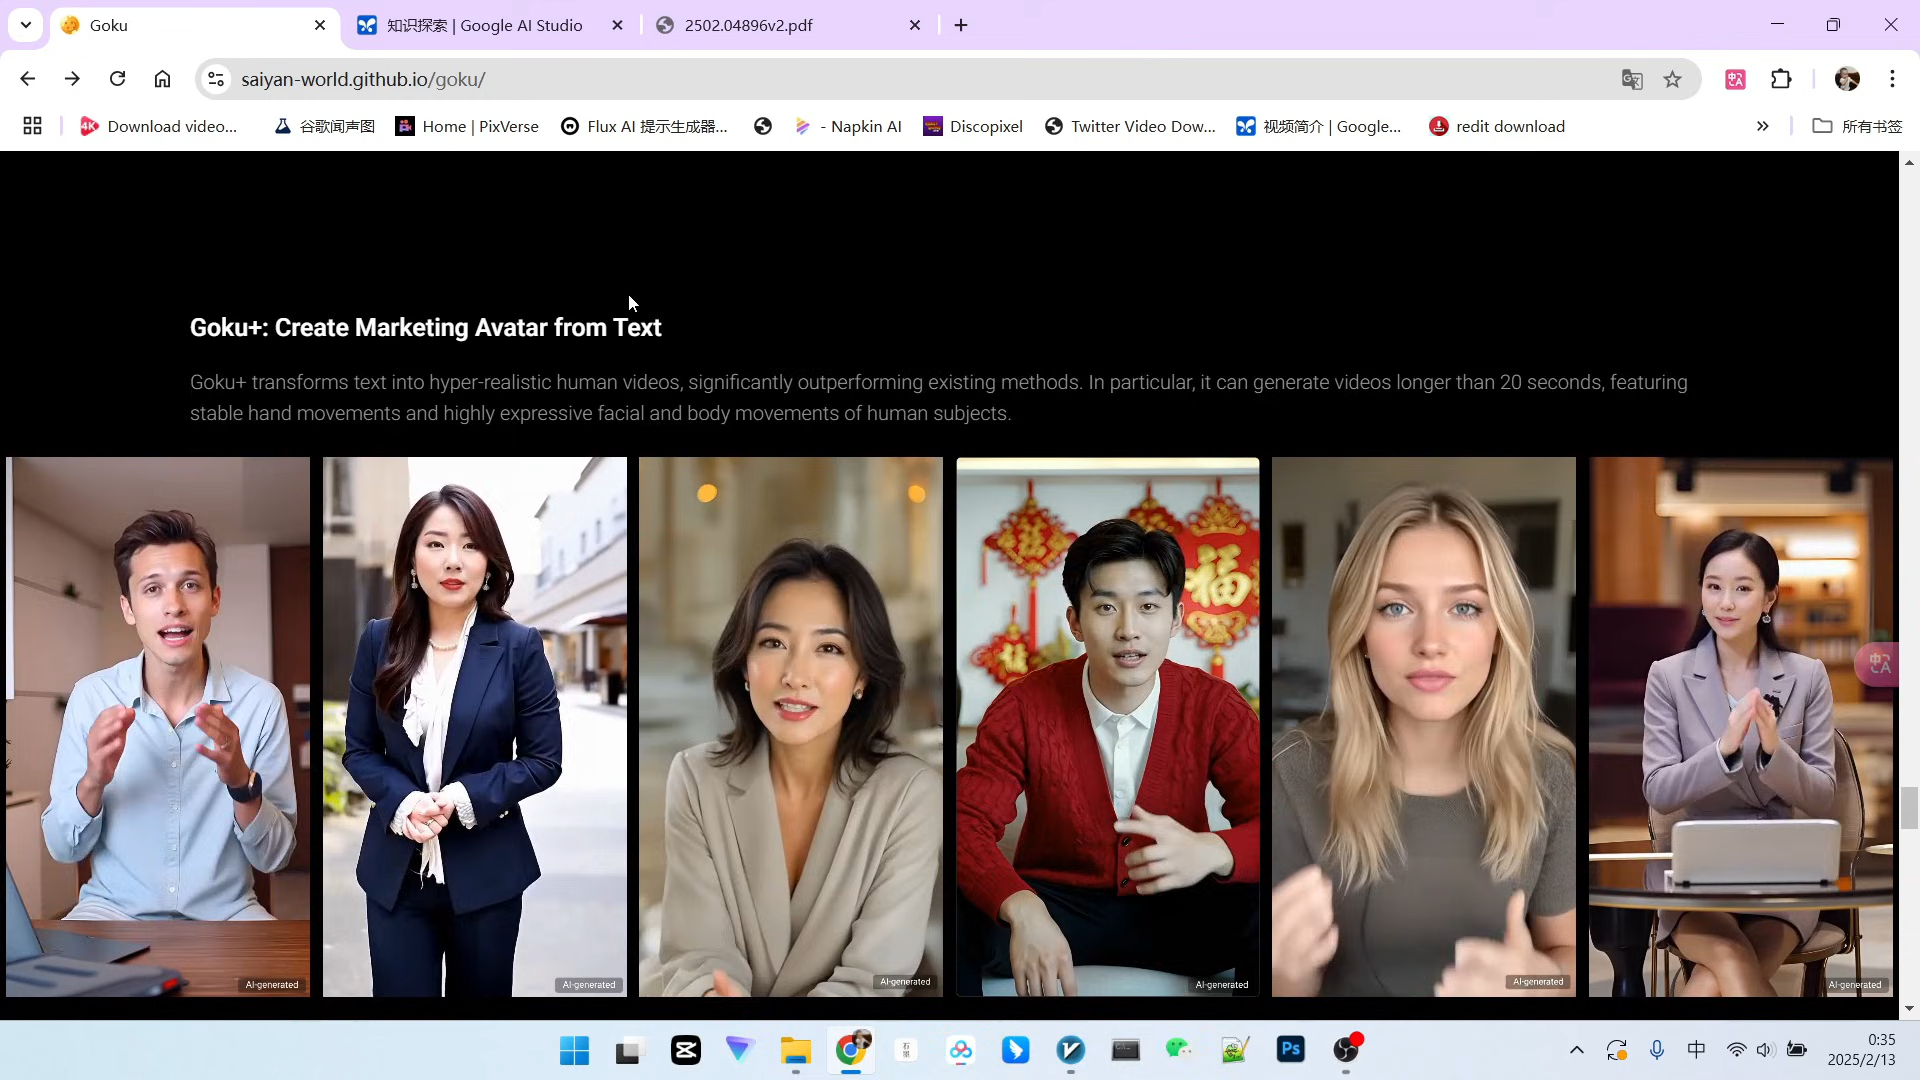 Goku
知识探索 | Google AI Studio
2502.04896v2.pdf
saiyan-world.github.io/goku/
Download video...
谷歌闻声图
Home | PixVerse
Flux AI 提示生成器...
- Napkin AI
Discopixel
Twitter Video Dow...
视频简介 | Google...
redit download
所有书签
Goku+: Create Marketing Avatar from Text
Goku+ transforms text into hyper-realistic human videos, significantly outperforming existing methods. In particular, it can generate videos longer than 20 seconds, featuring
stable hand movements and highly expressive facial and body movements of human subjects.
福
福
福
AI-generated
AI-generated
AI-generated
AI-generated
AI-generated
AI-generated
Ps
中
0:35
2025/2/13